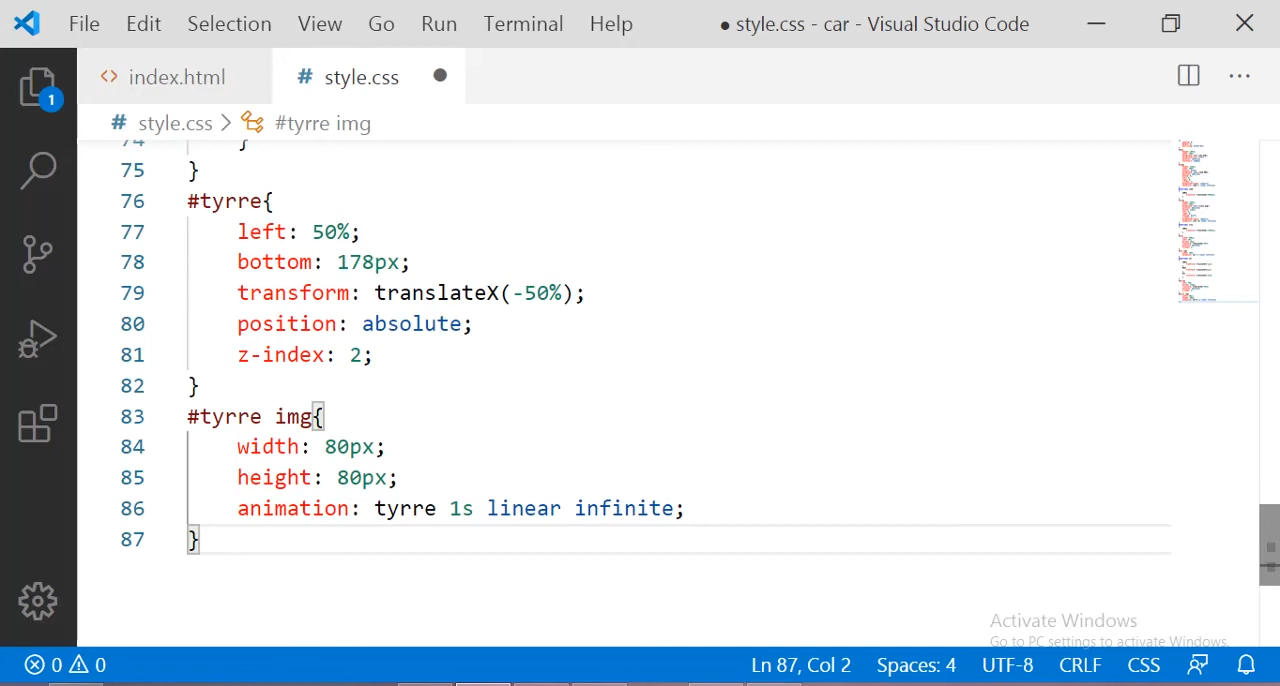 File Edit Selection View Go Run Terminal Help ● style.css - car - Visual Studio Code
index.html # style.css ●
1
# style.css > #tyrre img
74 }
75 }
76 #tyrre{
77 left: 50%;
78 bottom: 178px;
79 transform: translateX(-50%);
80 position: absolute;
81 z-index: 2;
82 }
83 #tyrre img{
84 width: 80px;
85 height: 80px;
86 animation: tyrre 1s linear infinite;
87 }
Activate Windows
Go to PC settings to activate Windows.
0 0 Ln 87, Col 2 Spaces: 4 UTF-8 CRLF CSS